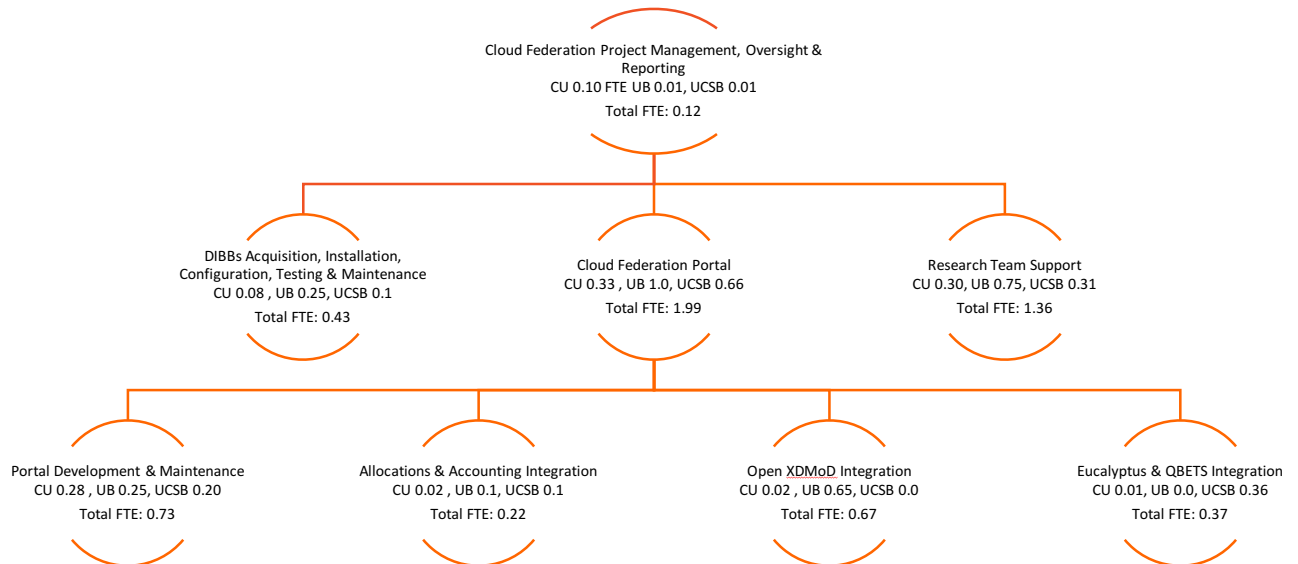 Cloud Federation Project Management, Oversight &
Reporting
CU 0.10 FTE UB 0.01, UCSB 0.01
Total FTE: 0.12
DIBBs Acquisition, Installation,
Configuration, Testing & Maintenance
CU 0.08 , UB 0.25, UCSB 0.1
Total FTE: 0.43
Cloud Federation Portal
CU 0.33 , UB 1.0, UCSB 0.66
Total FTE: 1.99
Research Team Support
CU 0.30, UB 0.75, UCSB 0.31
Total FTE: 1.36
Portal Development & Maintenance
CU 0.28 , UB 0.25, UCSB 0.20
Total FTE: 0.73
Allocations & Accounting Integration
CU 0.02 , UB 0.1, UCSB 0.1
Total FTE: 0.22
Open XDMoD Integration
CU 0.02 , UB 0.65, UCSB 0.0
Total FTE: 0.67
Eucalyptus & QBETS Integration
CU 0.01, UB 0.0, UCSB 0.36
Total FTE: 0.37